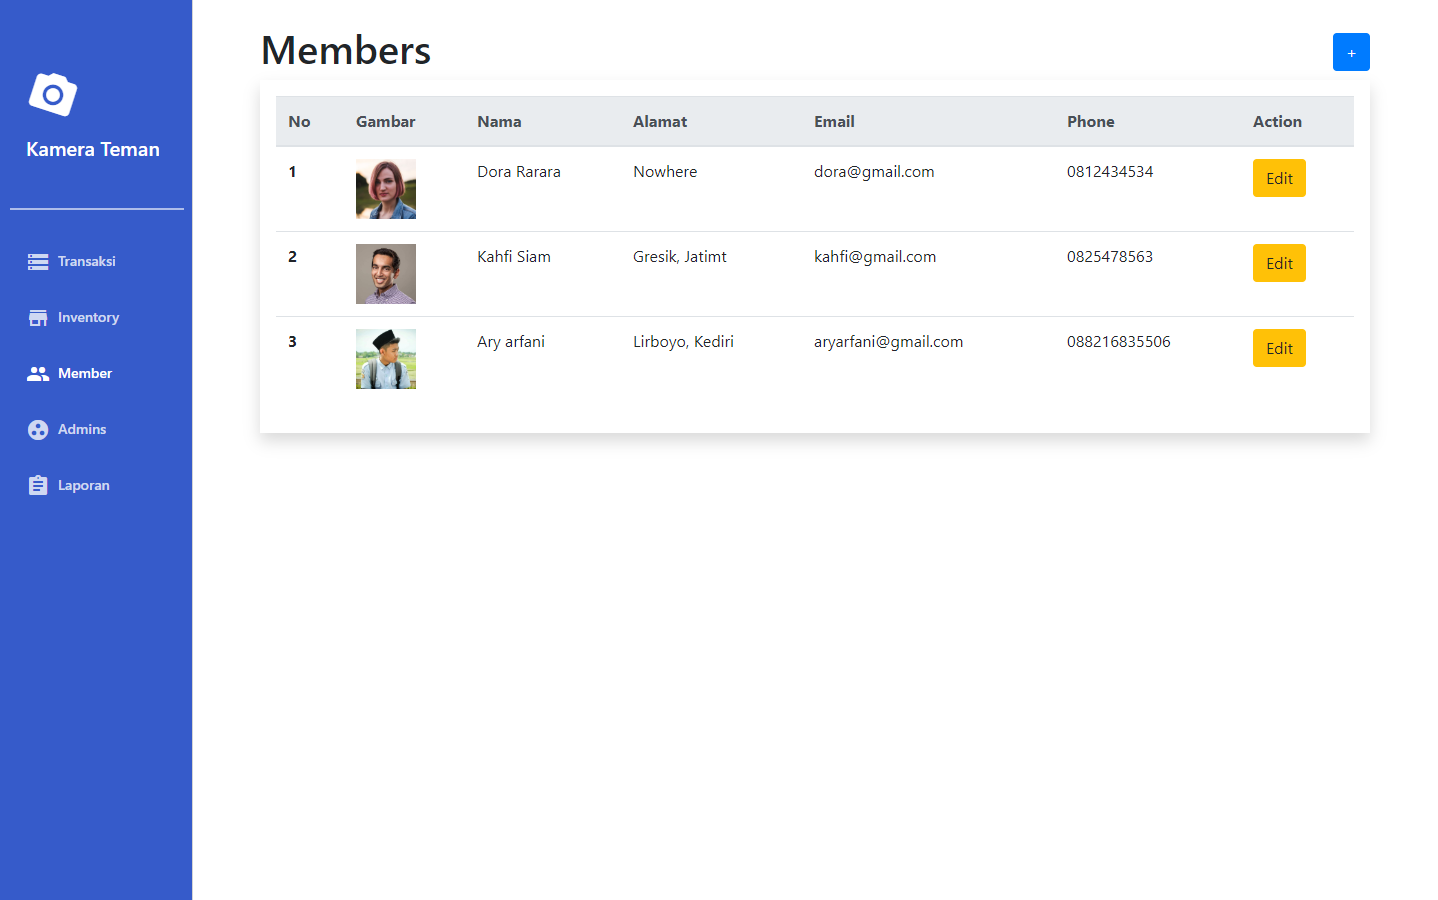 Kamera Teman
Transaksi
Inventory
Member
Admins
Laporan
Members
+
No Gambar Nama Alamat Email Phone Action
1 Dora Rarara Nowhere dora@gmail.com 0812434534 Edit
2 Kahfi Siam Gresik, Jatimt kahfi@gmail.com 0825478563 Edit
3 Ary arfani Lirboyo, Kediri aryarfani@gmail.com 088216835506 Edit